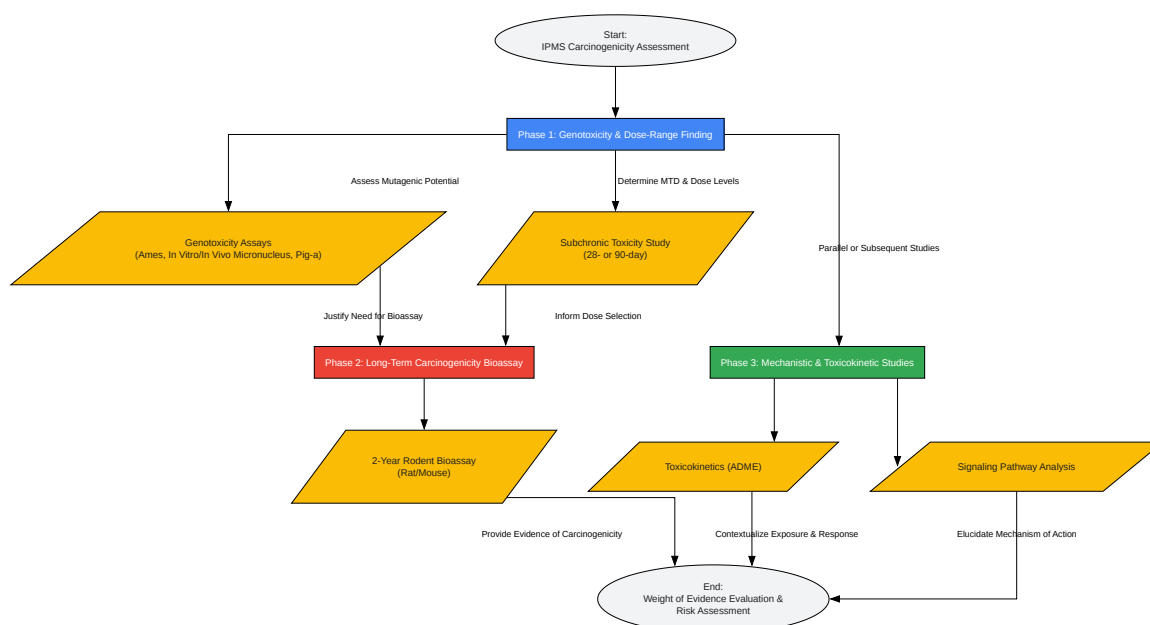 Start:
IPMS Carcinogenicity Assessment
Phase 1: Genotoxicity & Dose-Range Finding
Assess Mutagenic Potential
Determine MTD & Dose Levels
Genotoxicity Assays
(Ames, In Vitro/In Vivo Micronucleus, Pig-a)
Subchronic Toxicity Study
(28- or 90-day)
Parallel or Subsequent Studies
Justify Need for Bioassay
Inform Dose Selection
Phase 2: Long-Term Carcinogenicity Bioassay
Phase 3: Mechanistic & Toxicokinetic Studies
2-Year Rodent Bioassay
(Rat/Mouse)
Toxicokinetics (ADME)
Signaling Pathway Analysis
Provide Evidence of Carcinogenicity
Contextualize Exposure & Response
Elucidate Mechanism of Action
End:
Weight of Evidence Evaluation &
Risk Assessment